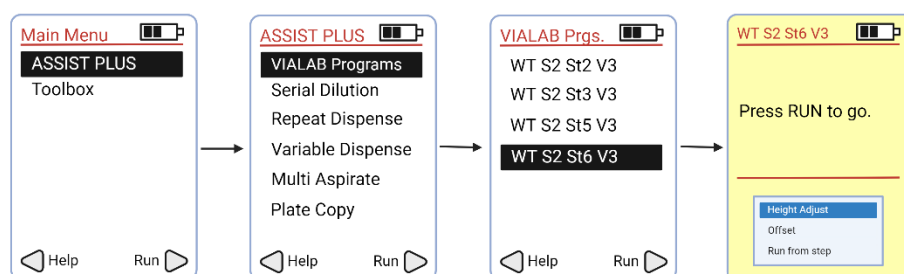 Main Menu
ASSIST PLUS
Toolbox
Help Run
ASSIST PLUS
VIALAB Programs
Serial Dilution
Repeat Dispense
Variable Dispense
Multi Aspirate
Plate Copy
Help Run
VIALAB Prgs.
WT S2 St2 V3
WT S2 St3 V3
WT S2 St5 V3
WT S2 St6 V3
Help Run
WT S2 St6 V3
Press RUN to go.
Height Adjust
Offset
Run from step